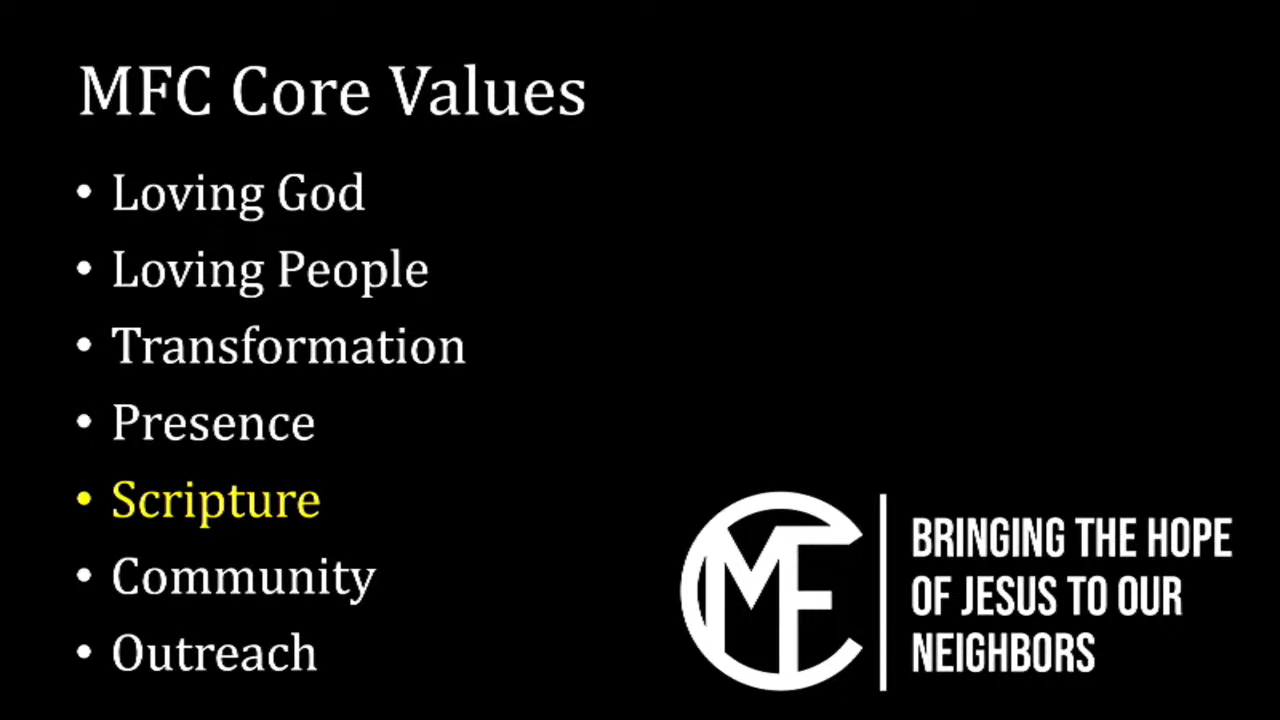 MFC Core Values
• Loving God
• Loving People
• Transformation
• Presence
• Scripture
• Community
• Outreach
MFC
BRINGING THE HOPE
OF JESUS TO OUR
NEIGHBORS